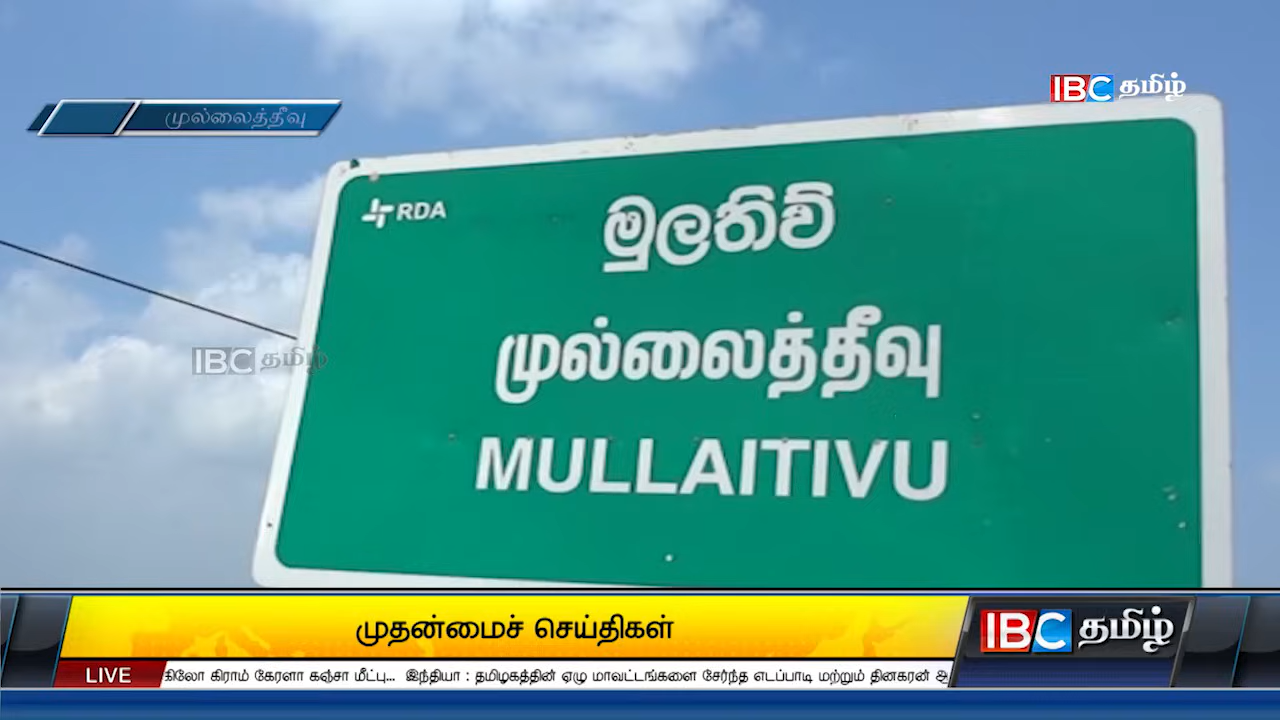 IBC தமிழ்
முல்லைத்தீவு
RDA
මුලතිව්
முல்லைத்தீவு
MULLAITIVU
IBC தமிழ்
முதன்மைச் செய்திகள்
IBC தமிழ்
LIVE
கிலோ கிராம் கேரளா கஞ்சா மீட்பு... இந்தியா : தமிழகத்தின் ஏழு மாவட்டங்களை சேர்ந்த எடப்பாடி மற்றும் தினகரன்